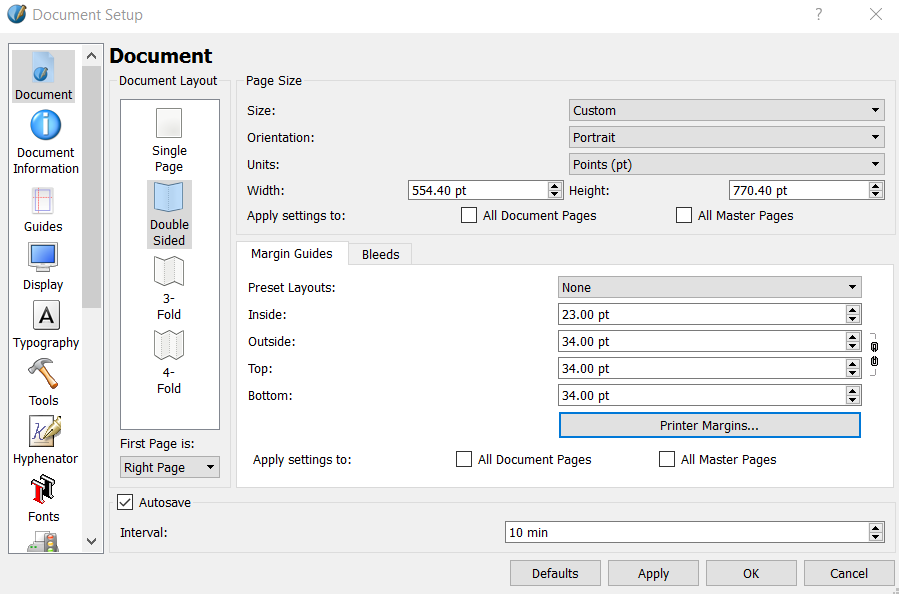 Document Setup
?
Document
Document
Information
Guides
Display
A
Typography
Tools
Hyphenator
Fonts
Document
Document Layout
Single
Page
Double
Sided
3-
Fold
4-
Fold
First Page is:
Right Page
Page Size
Size: Custom
Orientation: Portrait
Units: Points (pt)
Width: 554.40 pt Height: 770.40 pt
Apply settings to: All Document Pages All Master Pages
Margin Guides Bleeds
Preset Layouts: None
Inside: 23.00 pt
Outside: 34.00 pt
Top: 34.00 pt
Bottom: 34.00 pt
Printer Margins...
Apply settings to: All Document Pages All Master Pages
Autosave
Interval: 10 min
Defaults Apply OK Cancel